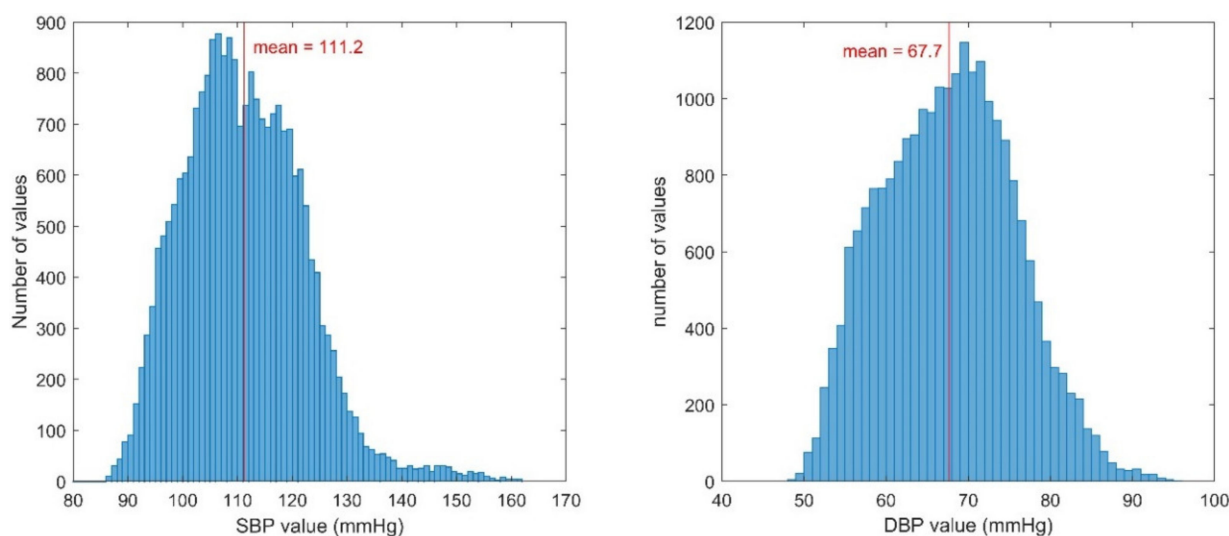 900
800
700
600
500
400
300
200
100
0
Number of values
mean = 111.2
80 90 100 110 120 130 140 150 160 170
SBP value (mmHg)
1200
1000
800
600
400
200
0
number of values
mean = 67.7
40 50 60 70 80 90 100
DBP value (mmHg)